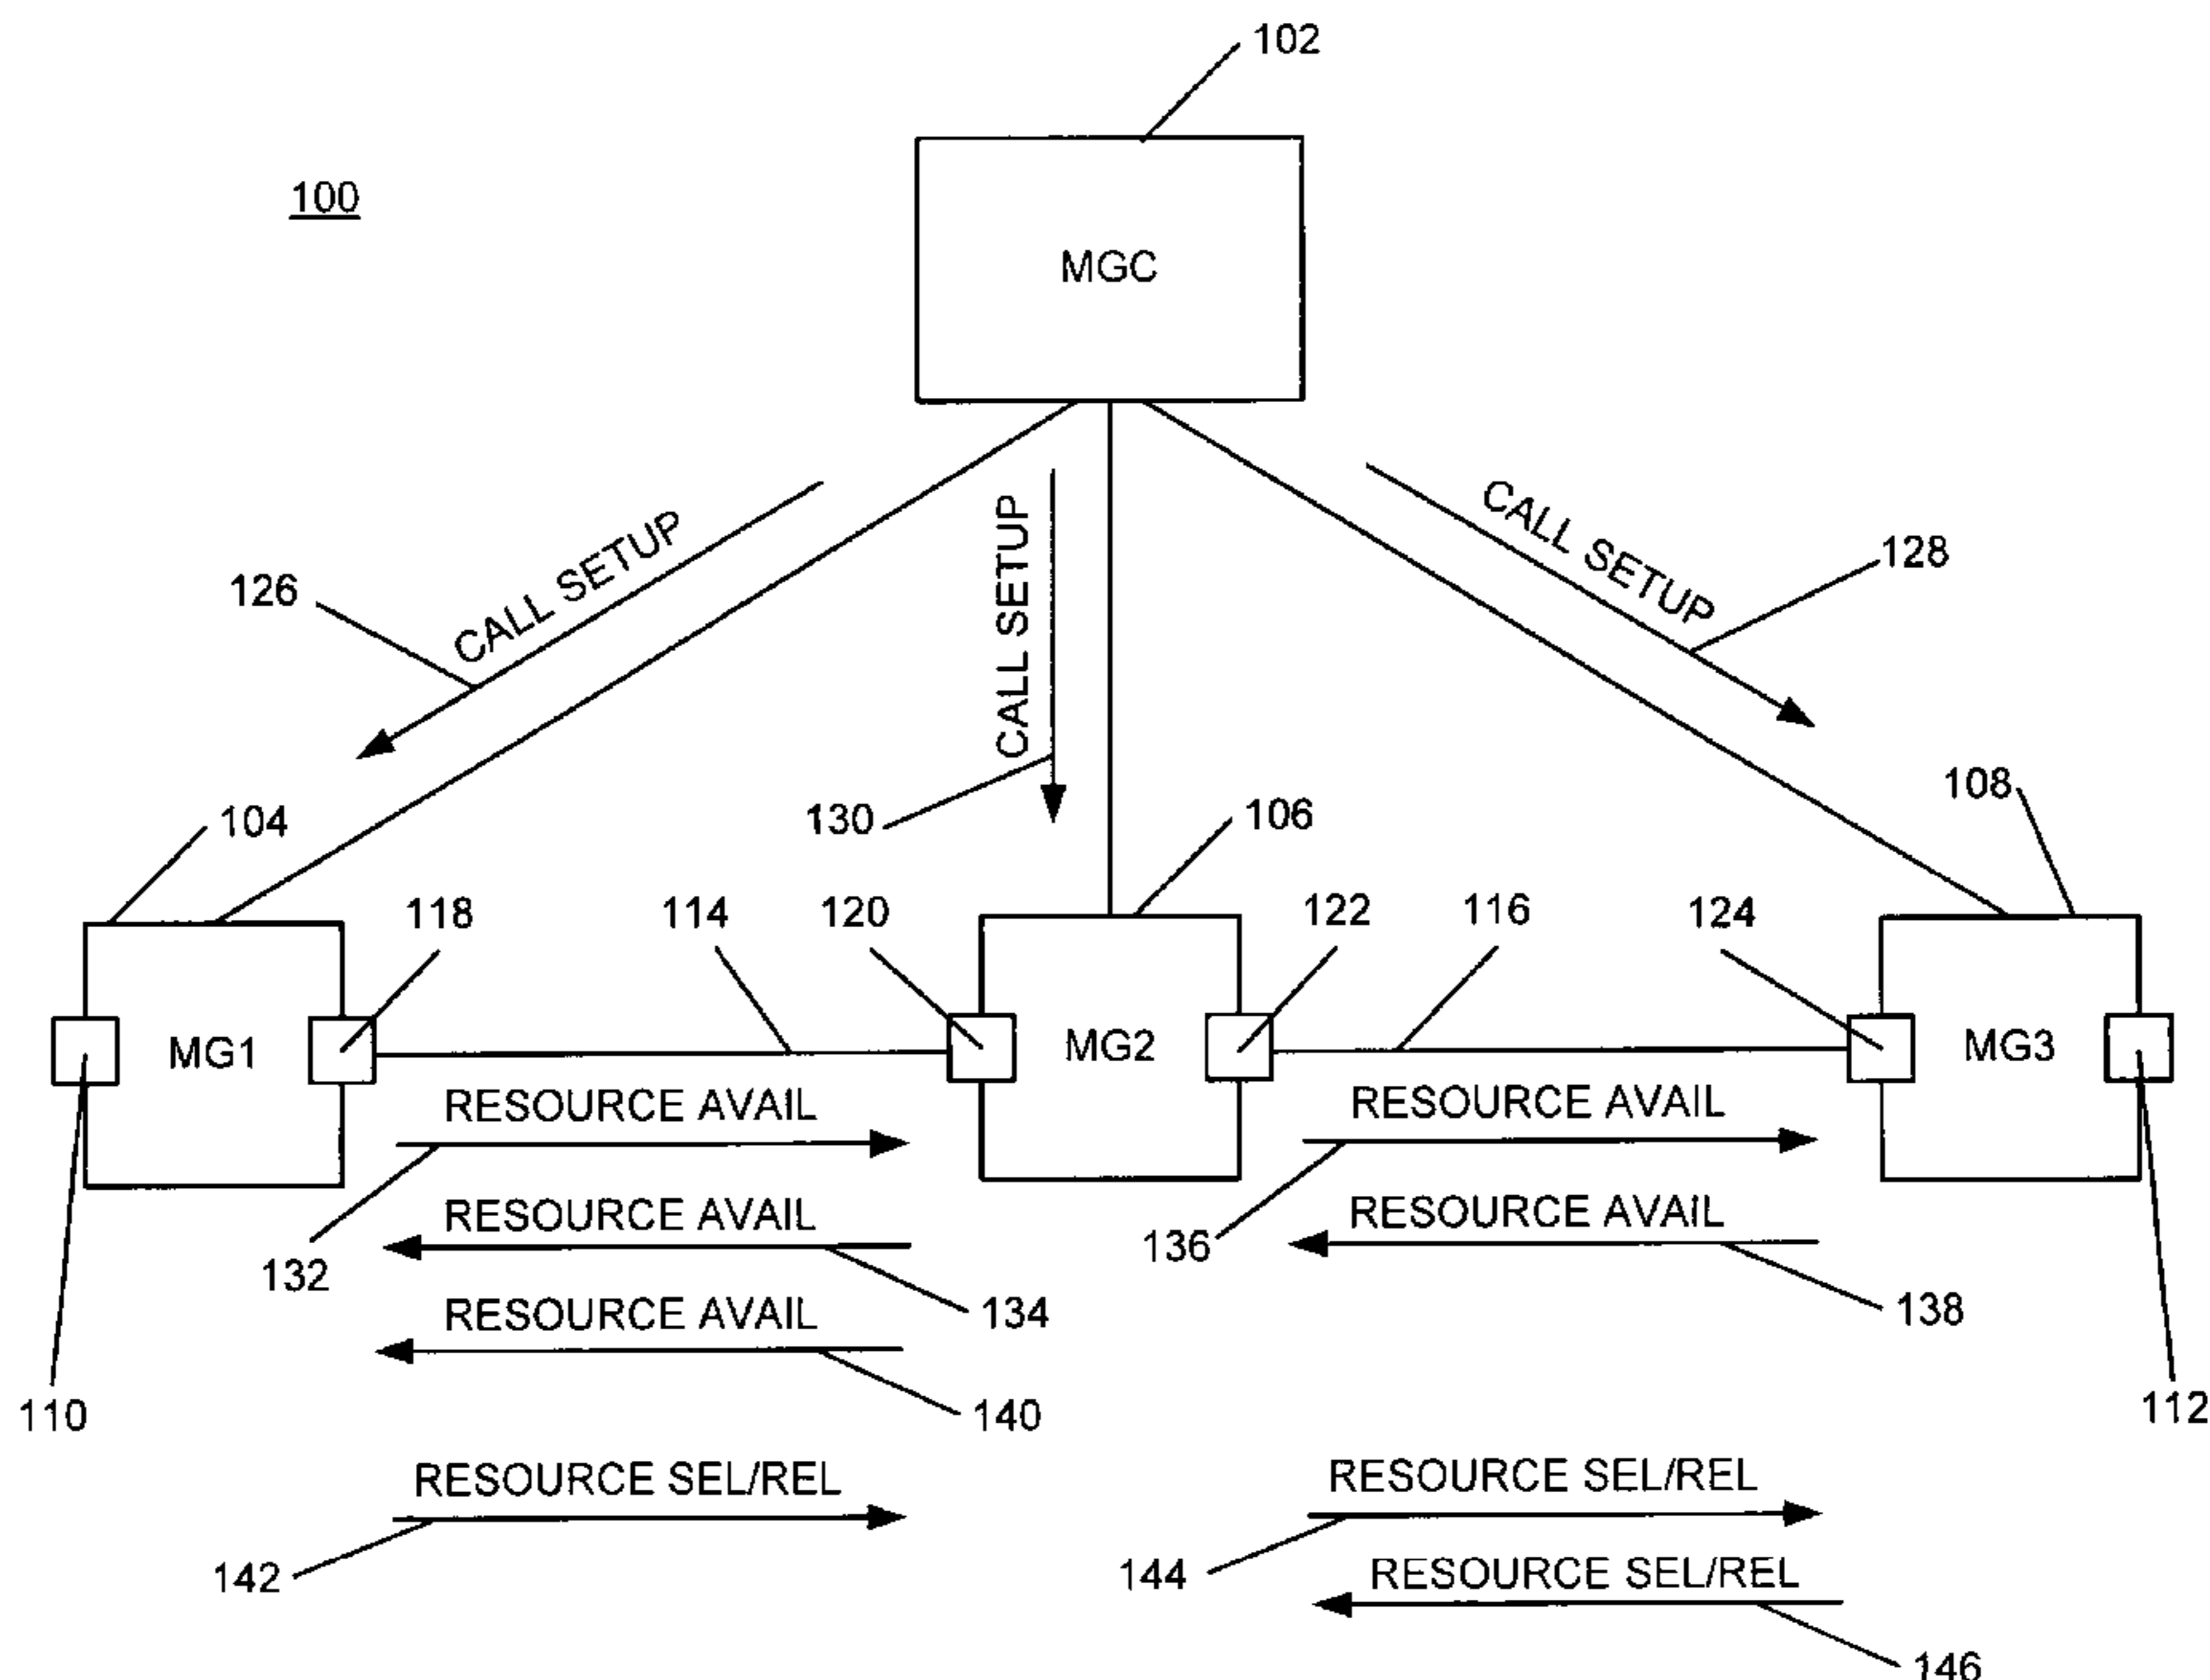 102
100
MGC
CALL SETUP
CALL SETUP
CALL SETUP
126
128
130
104
106
108
118
114
120
122
116
124
MG1
MG2
MG3
RESOURCE AVAIL
RESOURCE AVAIL
132
136
RESOURCE AVAIL
RESOURCE AVAIL
134
138
RESOURCE AVAIL
140
110
112
RESOURCE SEL/REL
RESOURCE SEL/REL
142
144
RESOURCE SEL/REL
146